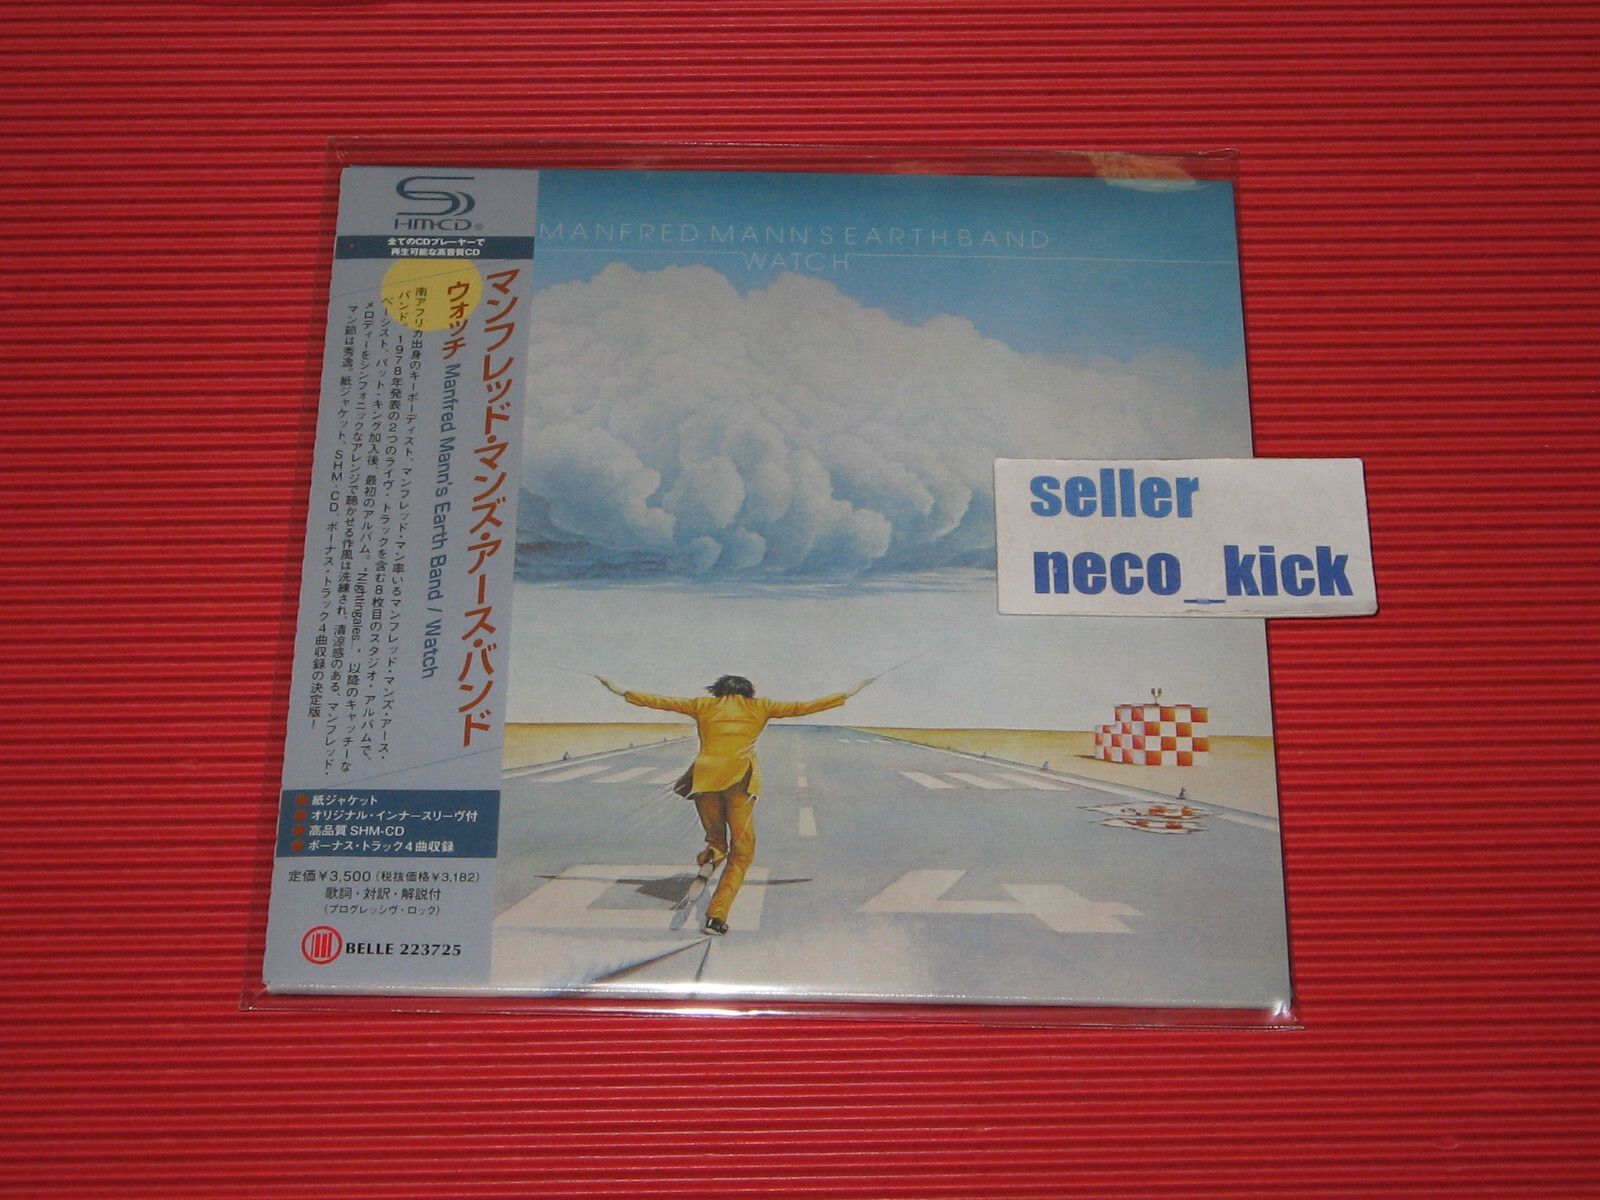 HM-CD®
全てのCDプレーヤーで
再生可能な高音質CD
マンフレッド・マンズ・アース・バンド
ウォッチ Manfred Mann's Earth Band / Watch
南アフリカ出身のキーボーディスト、マンフレッド・マン率いるマンフレッド・マンズ・アース・
バンド。1978年発表の2つのライヴ・トラックを含む8枚目のスタジオ・アルバムで、
ベーシスト、パット・キング加入後、最初のアルバム。"Nightingales…"以降のキャッチーな
メロディーをシンフォニックなアレンジで聴かせる作風は洗練され、清涼感のある、マンフレッド・
マン節は秀逸。紙ジャケット、SHM-CD、ボーナス・トラック4曲収録の決定版!
紙ジャケット
オリジナル・インナースリーヴ付
高品質 SHM-CD
ボーナス・トラック4曲収録
定価¥3,500(税抜価格¥3,182)
歌詞・対訳・解説付
(プログレッシヴ・ロック)
BELLE 223725
MANFRED MANN'S EARTH BAND
WATCH
4
seller
neco_kick